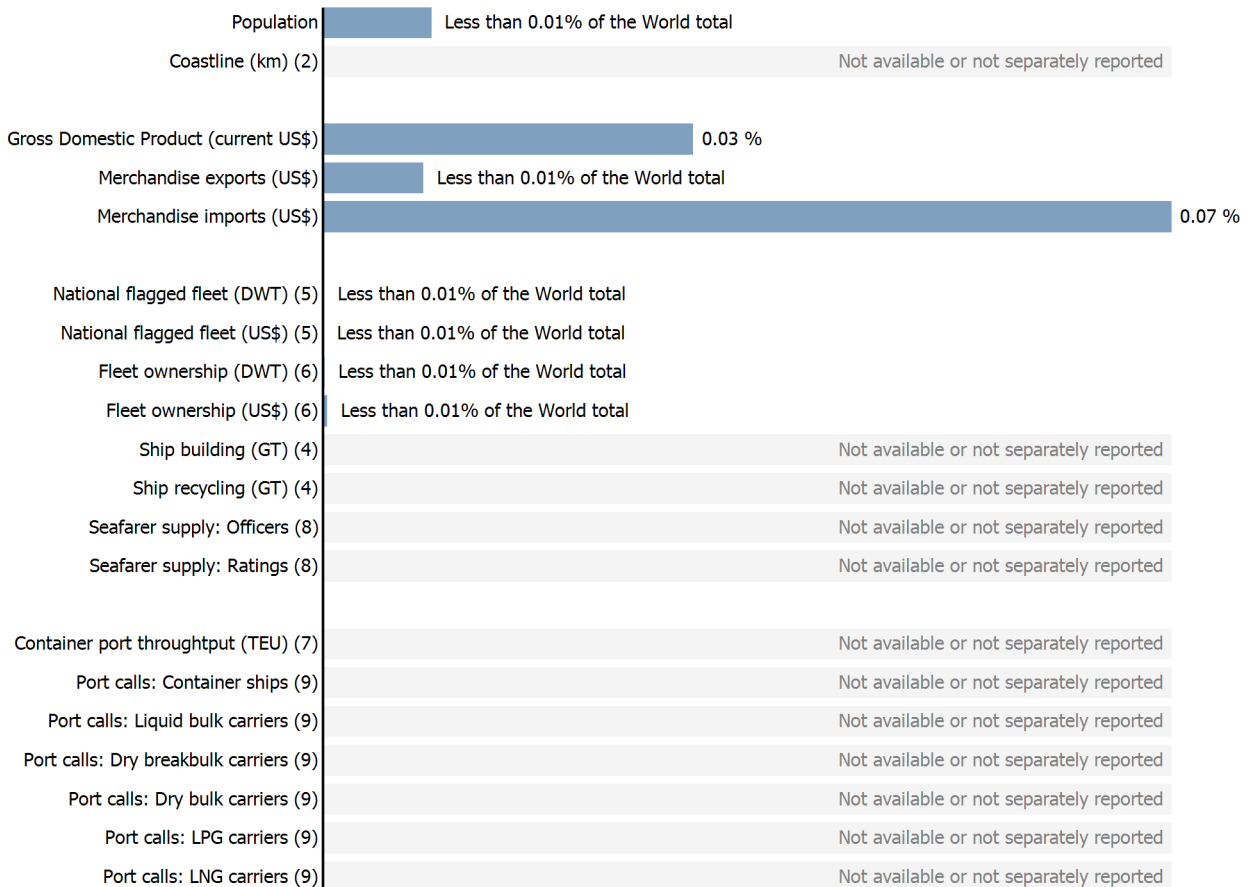 Population Less than 0.01% of the World total
Coastline (km) (2) Not available or not separately reported
Gross Domestic Product (current US$) 0.03 %
Merchandise exports (US$) Less than 0.01% of the World total
Merchandise imports (US$) 0.07 %
National flagged fleet (DWT) (5) Less than 0.01% of the World total
National flagged fleet (US$) (5) Less than 0.01% of the World total
Fleet ownership (DWT) (6) Less than 0.01% of the World total
Fleet ownership (US$) (6) Less than 0.01% of the World total
Ship building (GT) (4) Not available or not separately reported
Ship recycling (GT) (4) Not available or not separately reported
Seafarer supply: Officers (8) Not available or not separately reported
Seafarer supply: Ratings (8) Not available or not separately reported
Container port throughtput (TEU) (7) Not available or not separately reported
Port calls: Container ships (9) Not available or not separately reported
Port calls: Liquid bulk carriers (9) Not available or not separately reported
Port calls: Dry breakbulk carriers (9) Not available or not separately reported
Port calls: Dry bulk carriers (9) Not available or not separately reported
Port calls: LPG carriers (9) Not available or not separately reported
Port calls: LNG carriers (9) Not available or not separately reported